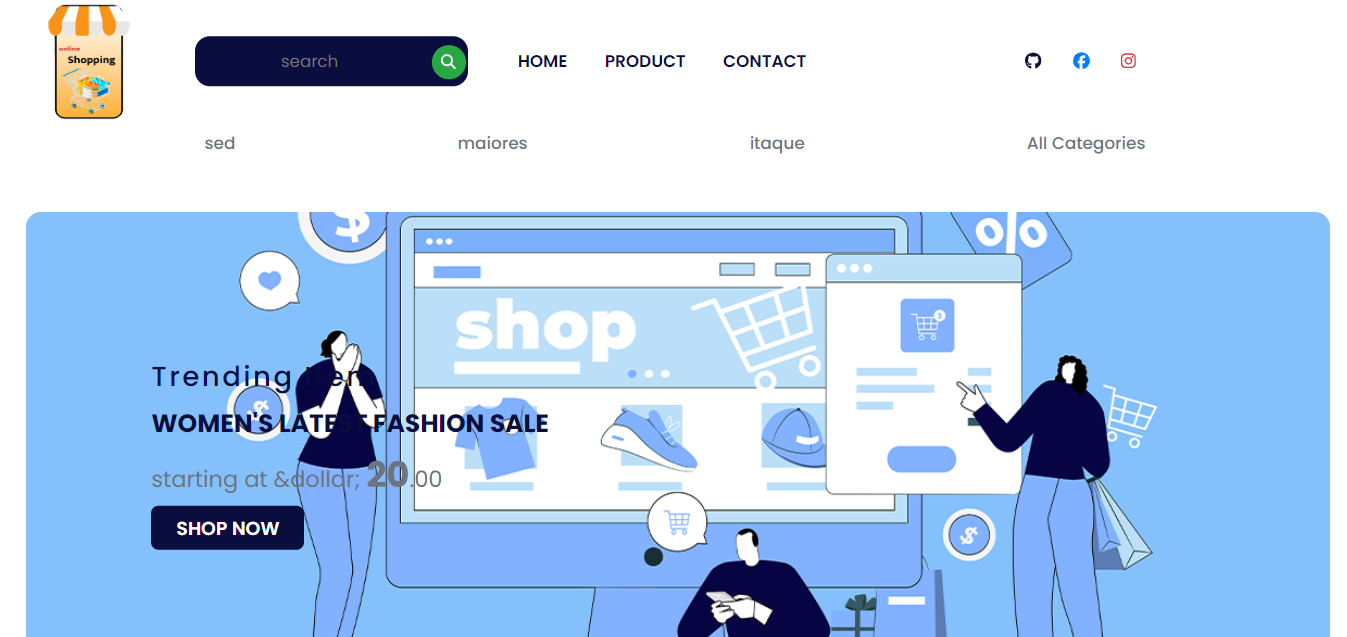 online
Shopping
search
HOME PRODUCT CONTACT
sed maiores itaque All Categories
$
%
shop
Trending Item
$
WOMEN'S LATEST FASHION SALE
starting at &dollar; 20.00
SHOP NOW
$